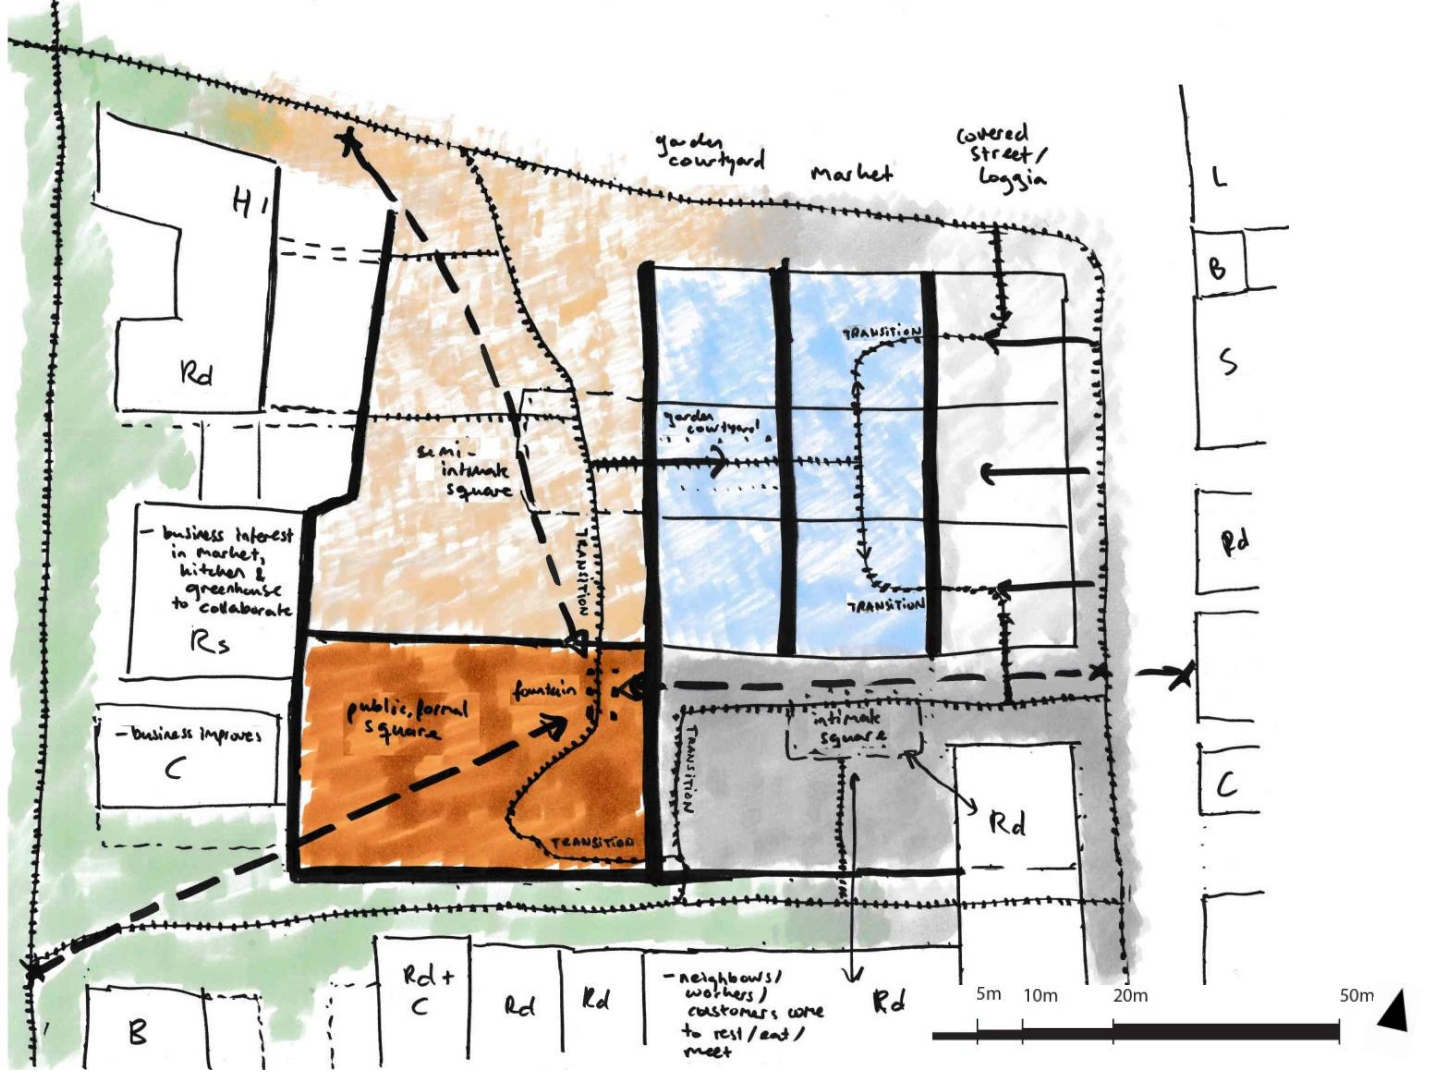 garden
courtyard
market
covered
street/
loggia
L
H
B
TRANSITION
S
Rd
garden
courtyard
semi-
intimate
square
TRANSITION
- business interest
in market,
kitchen &
greenhouse
to collaborate
Rs
Rd
TRANSITION
fountain
public, formal
square
intimate
square
- business improves
C
TRANSITION
C
Rd
TRANSITION
Rd +
C
Rd
Rd
- neighbours/
workers/
customers come
to rest/eat/
meet
Rd
B
5m 10m 20m 50m